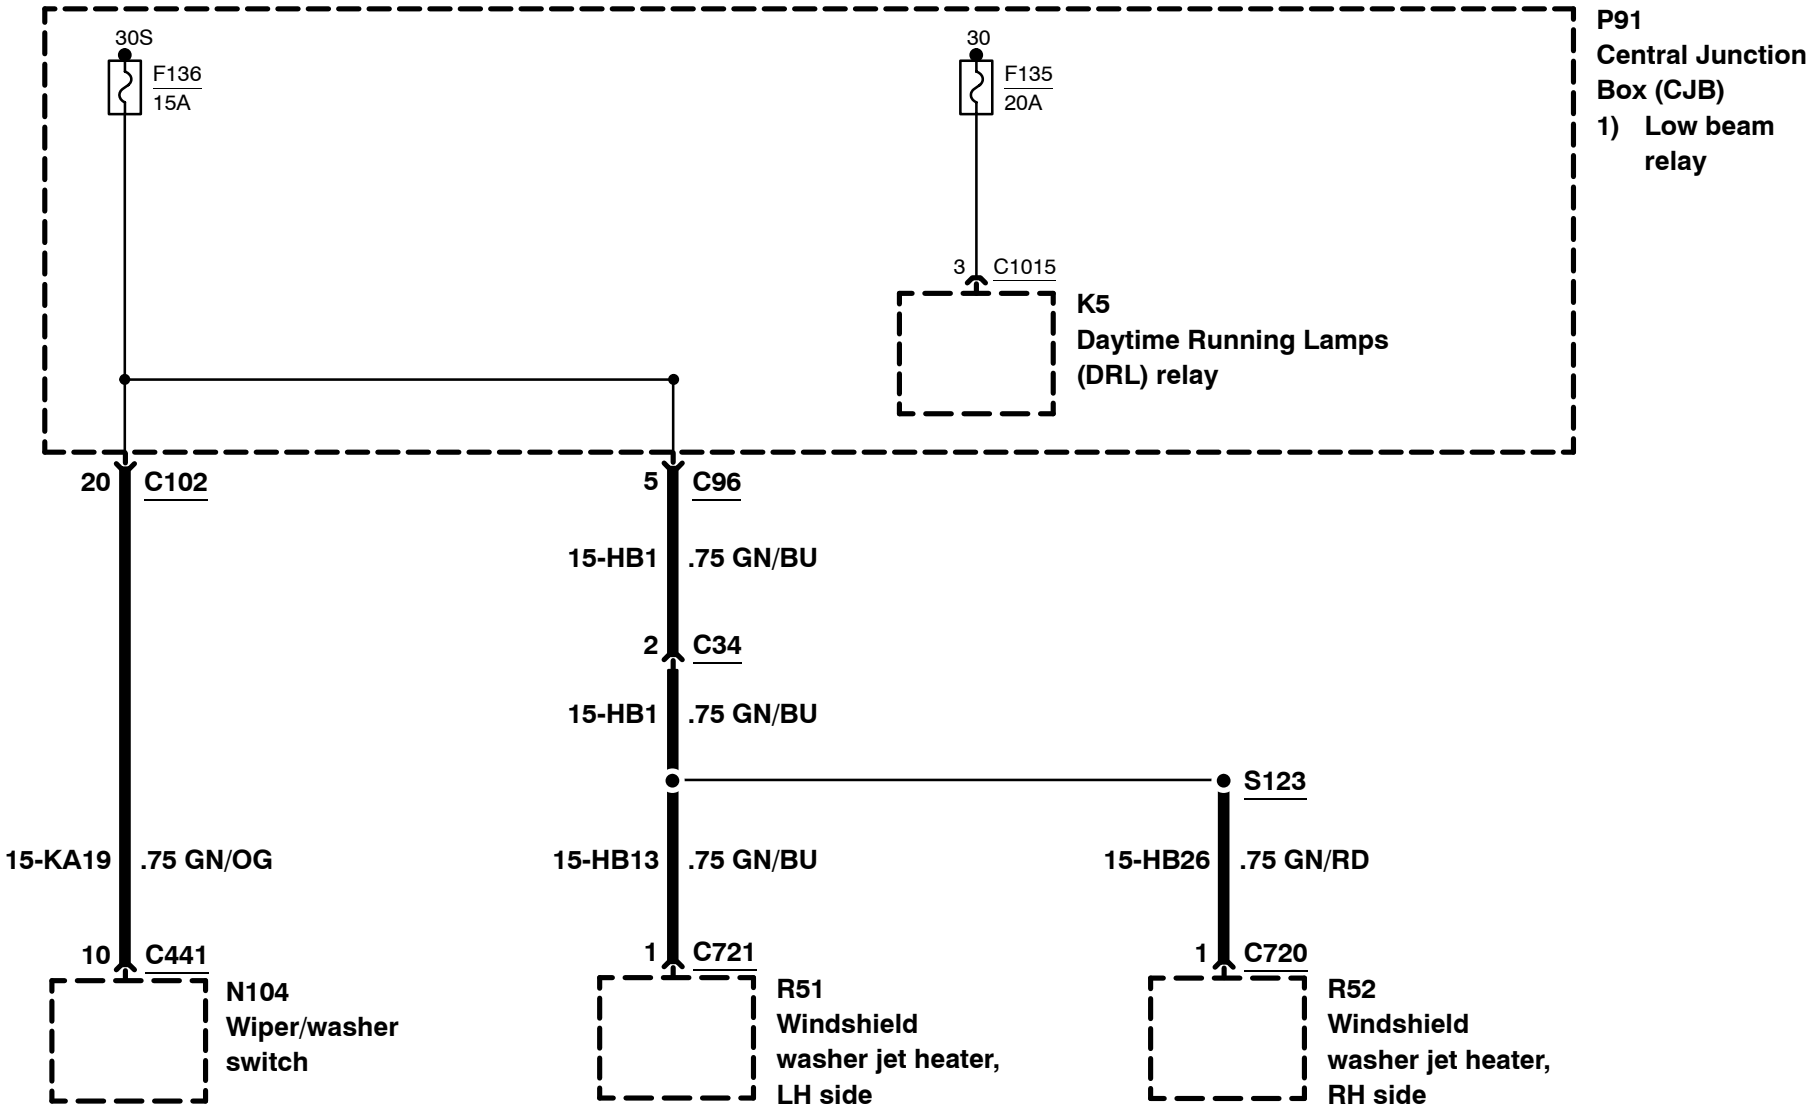 P91
Central Junction
Box (CJB)
1) Low beam
relay
30S
F136
15A
30
F135
20A
3 C1015
K5
Daytime Running Lamps
(DRL) relay
20 C102
5 C96
15-HB1 .75 GN/BU
2 C34
15-HB1 .75 GN/BU
S123
15-KA19 .75 GN/OG
15-HB13 .75 GN/BU
15-HB26 .75 GN/RD
10 C441
1 C721
1 C720
N104
Wiper/washer
switch
R51
Windshield
washer jet heater,
LH side
R52
Windshield
washer jet heater,
RH side